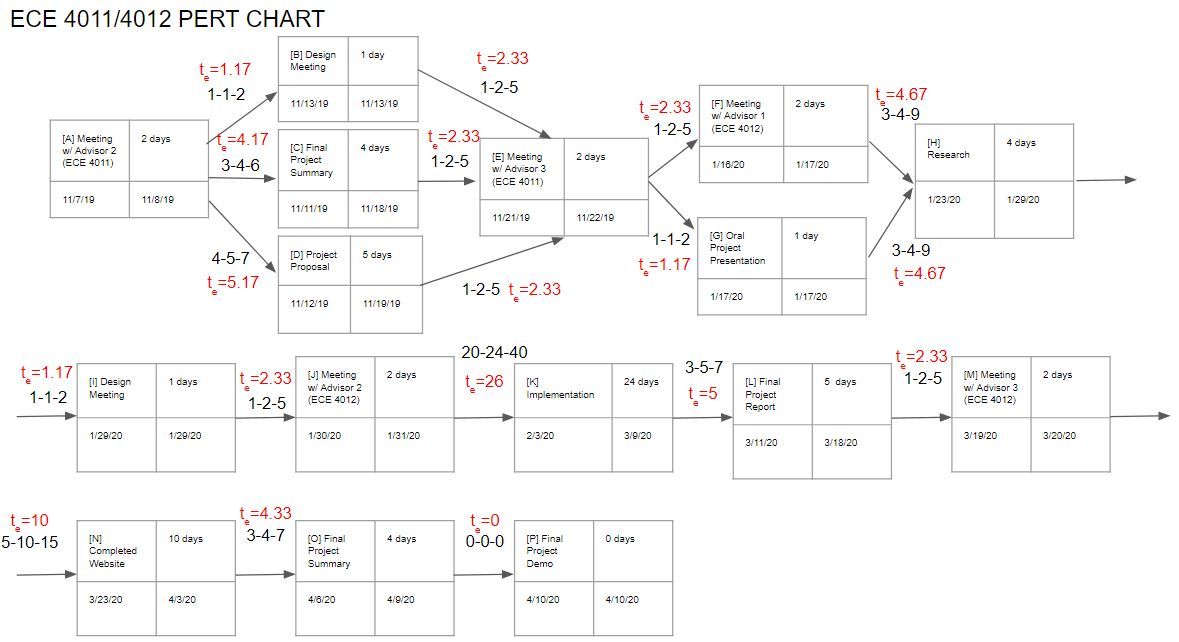 ECE 4011/4012 PERT CHART
[A] Meeting
w/ Advisor 2
(ECE 4011)
2 days
11/7/19
11/8/19
te=1.17
1-1-2
te=4.17
3-4-6
4-5-7
te=5.17
[B] Design
Meeting
1 day
11/13/19
11/13/19
[C] Final
Project
Summary
4 days
11/11/19
11/18/19
[D] Project
Proposal
5 days
11/12/19
11/19/19
te=2.33
1-2-5
te=2.33
1-2-5
1-2-5 te=2.33
[E] Meeting
w/ Advisor 3
(ECE 4011)
2 days
11/21/19
11/22/19
te=2.33
1-2-5
1-1-2
te=1.17
[F] Meeting
w/ Advisor 1
(ECE 4012)
2 days
1/16/20
1/17/20
[G] Oral
Project
Presentation
1 day
1/17/20
1/17/20
te=4.67
3-4-9
3-4-9
te=4.67
[H]
Research
4 days
1/23/20
1/29/20
te=1.17
1-1-2
[I] Design
Meeting
1 days
1/29/20
1/29/20
te=2.33
1-2-5
[J] Meeting
w/ Advisor 2
(ECE 4012)
2 days
1/30/20
1/31/20
20-24-40
te=26
[K]
Implementation
24 days
2/3/20
3/9/20
3-5-7
te=5
[L] Final
Project
Report
5 days
3/11/20
3/18/20
te=2.33
1-2-5
[M] Meeting
w/ Advisor 3
(ECE 4012)
2 days
3/19/20
3/20/20
te=10
5-10-15
[N]
Completed
Website
10 days
3/23/20
4/3/20
te=4.33
3-4-7
[O] Final
Project
Summary
4 days
4/6/20
4/9/20
te=0
0-0-0
[P] Final
Project
Demo
0 days
4/10/20
4/10/20